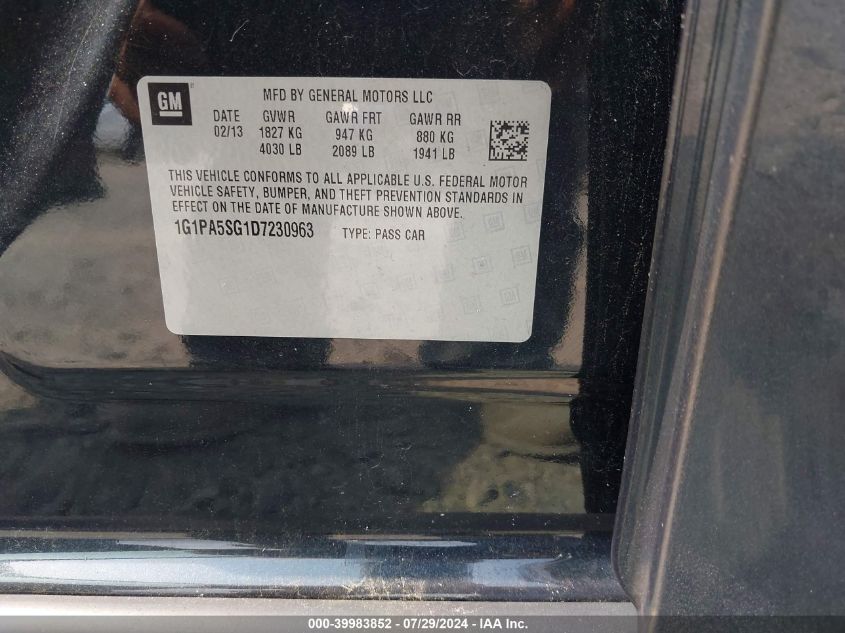 GM
MFD BY GENERAL MOTORS LLC
DATE GVWR GAWR FRT GAWR RR
02/13 1827 KG 947 KG 880 KG
4030 LB 2089 LB 1941 LB
THIS VEHICLE CONFORMS TO ALL APPLICABLE U.S. FEDERAL MOTOR
VEHICLE SAFETY, BUMPER, AND THEFT PREVENTION STANDARDS IN
EFFECT ON THE DATE OF MANUFACTURE SHOWN ABOVE.
1G1PA5SG1D7230963 TYPE: PASS CAR
000-39983852 - 07/29/2024 - IAA Inc.